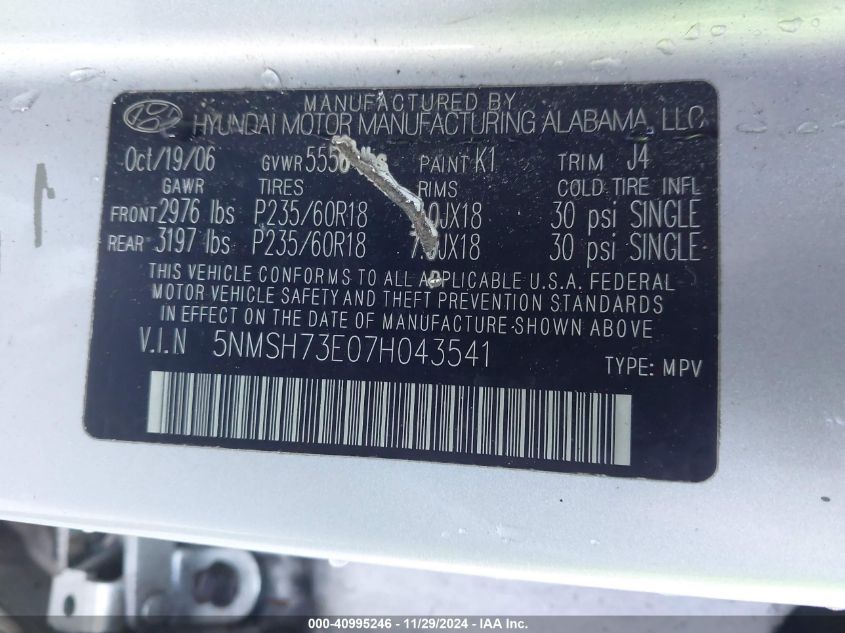 MANUFACTURED BY
HYUNDAI MOTOR MANUFACTURING ALABAMA, LLC
Oct/19/06 GVWR PAINT K1 TRIM J4
GAWR TIRES RIMS COLD TIRE INFL
FRONT 2976 lbs P235/60R18 30 psi SINGLE
REAR 3197 lbs P235/60R18 30 psi SINGLE
THIS VEHICLE CONFORMS TO ALL APPLICABLE U.S.A. FEDERAL
MOTOR VEHICLE SAFETY AND THEFT PREVENTION STANDARDS
IN EFFECT ON THE DATE OF MANUFACTURE SHOWN ABOVE
V.I.N 5NMSH73E07H043541 TYPE: MPV
000-40995246 - 11/29/2024 - IAA Inc.